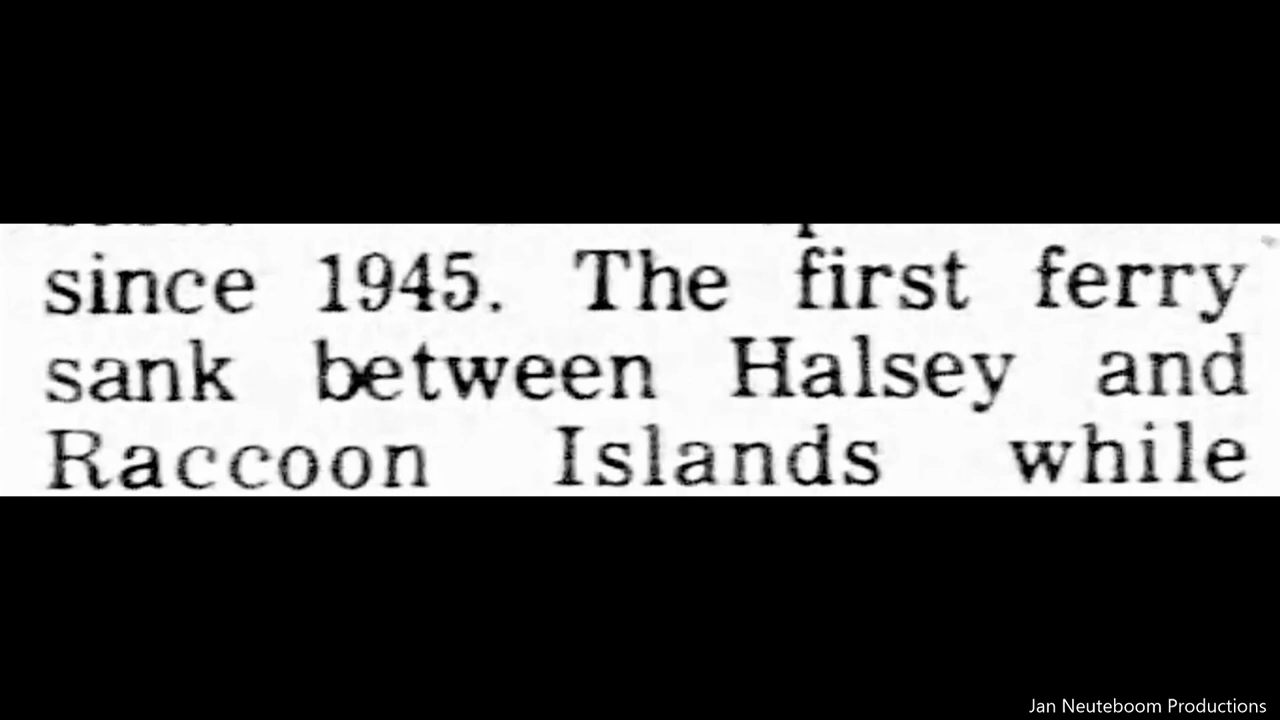 since 1945. The first ferry
sank between Halsey and
Raccoon Islands while
Jan Neuteboom Productions